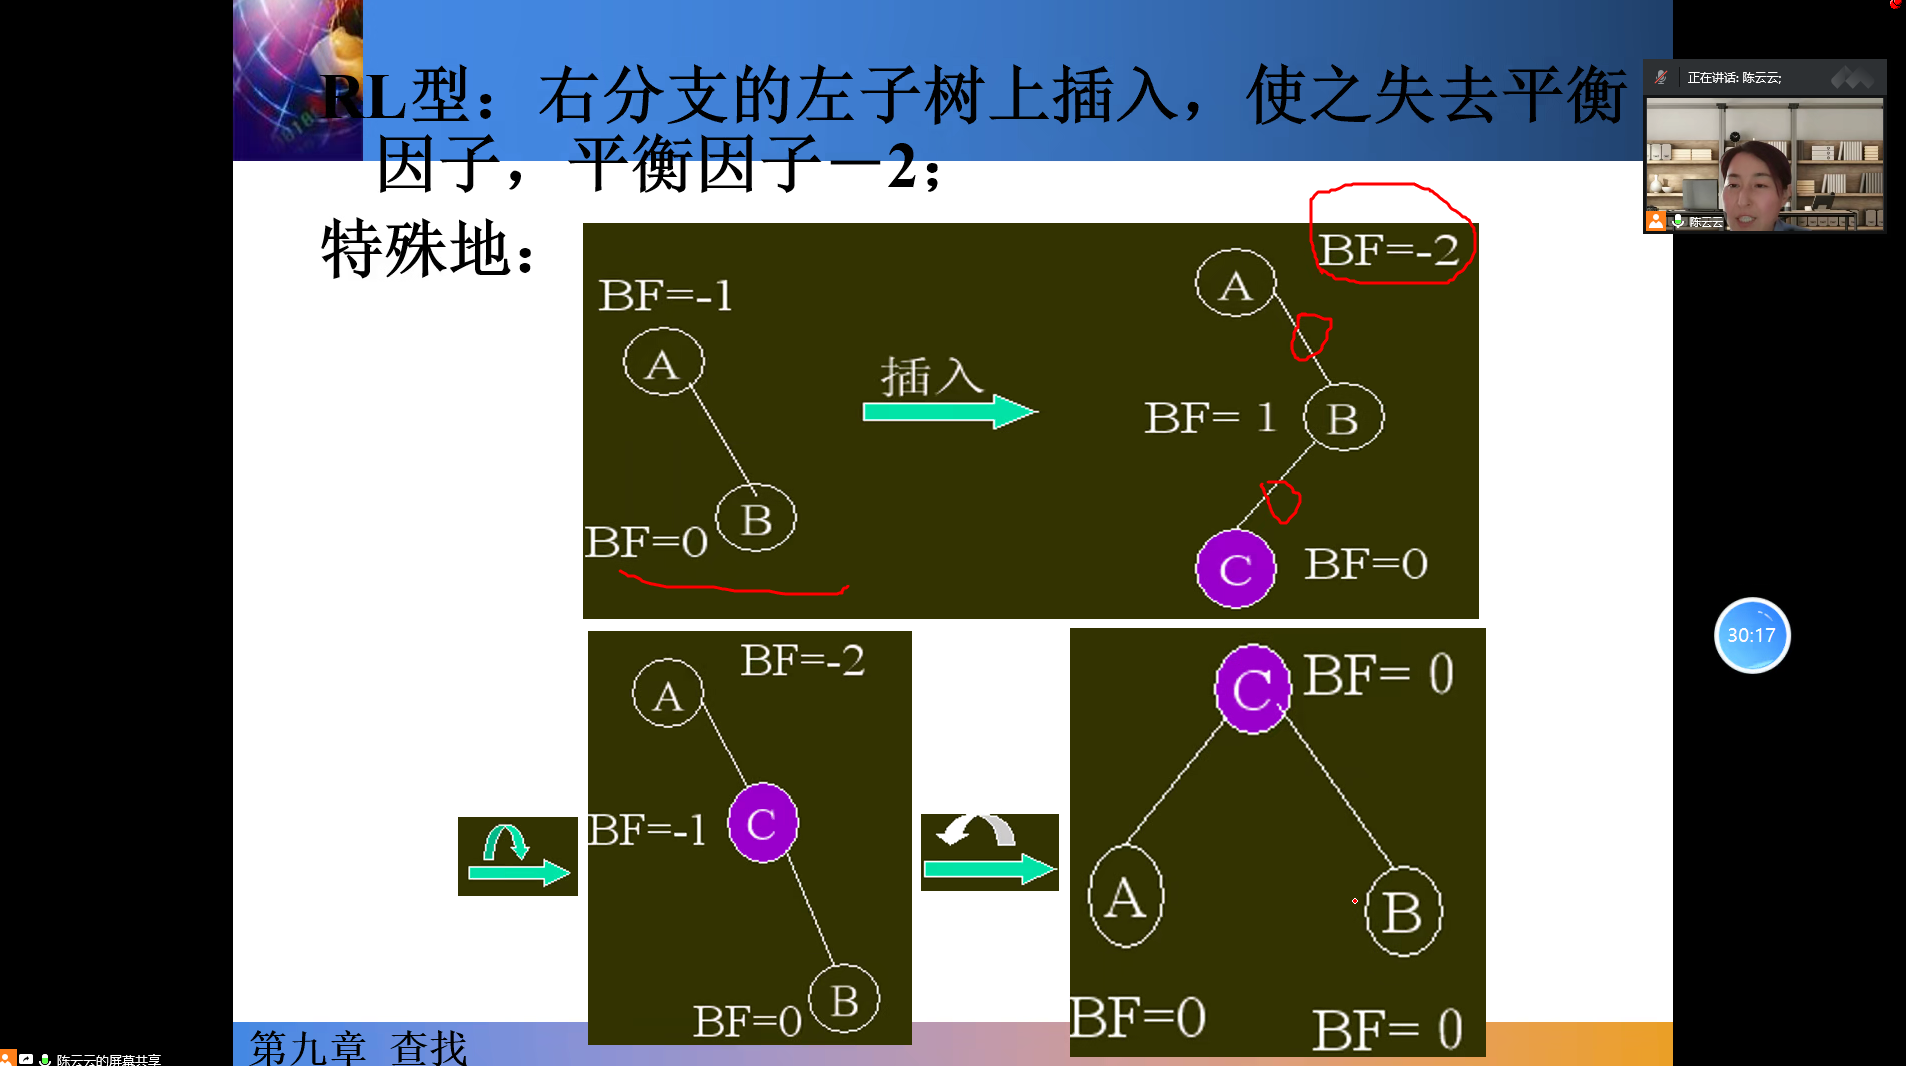 RL型：右分支的左子树上插入，使之失去平衡
因子，平衡因子－2；
特殊地：
BF=-1
A
B
BF=0
插入
BF=-2
A
BF= 1
B
C
BF=0
BF=-2
A
BF=-1
C
BF=0
B
C
BF= 0
A
B
BF=0
BF= 0
第九章 查找
正在讲话: 陈云云;
陈云云
30:17
陈云云的屏幕共享